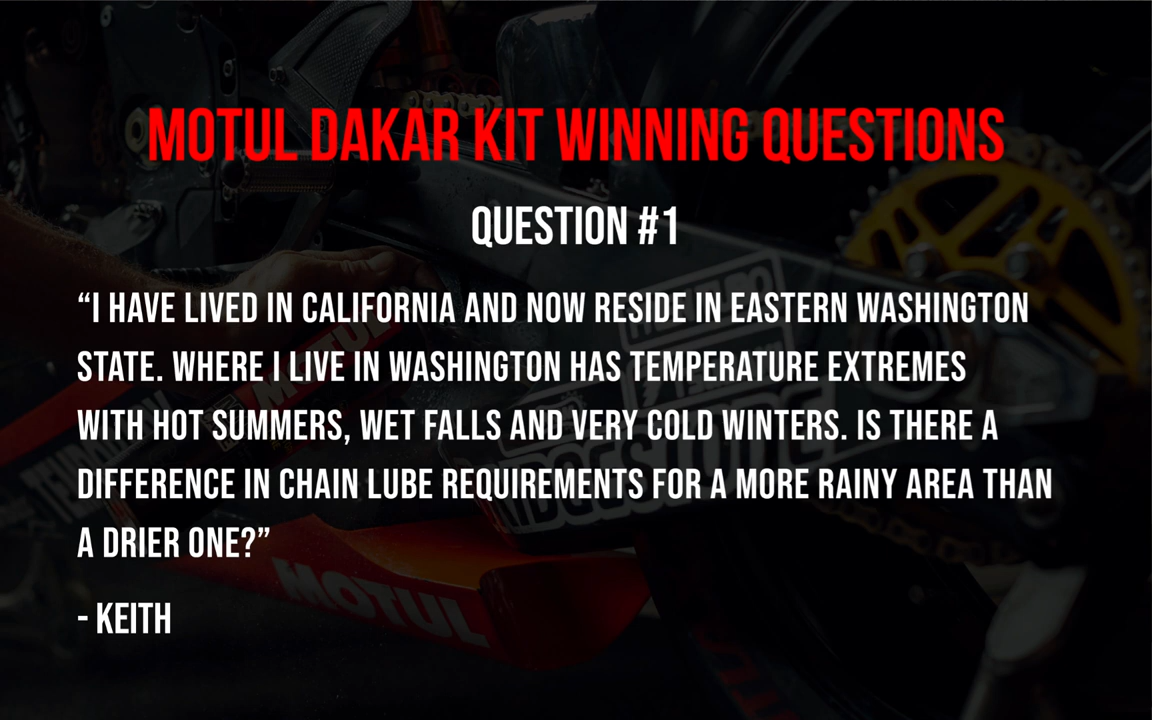 MOTUL DAKAR KIT WINNING QUESTIONS
QUESTION #1
“I HAVE LIVED IN CALIFORNIA AND NOW RESIDE IN EASTERN WASHINGTON
STATE. WHERE I LIVE IN WASHINGTON HAS TEMPERATURE EXTREMES
WITH HOT SUMMERS, WET FALLS AND VERY COLD WINTERS. IS THERE A
DIFFERENCE IN CHAIN LUBE REQUIREMENTS FOR A MORE RAINY AREA THAN
A DRIER ONE?”
- KEITH
MOTUL
MOTUL